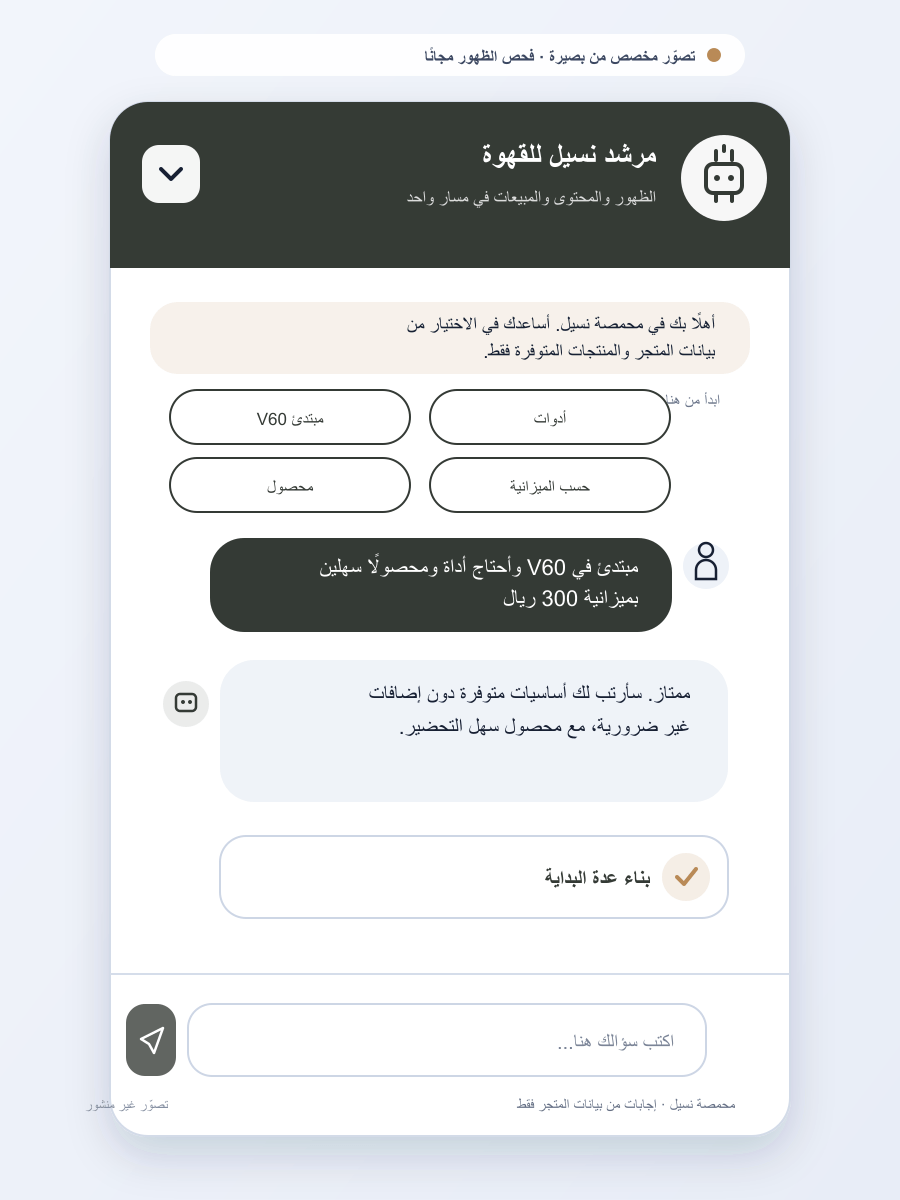 تصوّر مخصص من بصيرة · فحص الظهور مجانًا
مرشد نسيل للقهوة
الظهور والمحتوى والمبيعات في مسار واحد
أهلًا بك في محمصة نسيل. أساعدك في الاختيار من
بيانات المتجر والمنتجات المتوفرة فقط.
ابدأ من هنا
أدوات
مبتدئ V60
حسب الميزانية
محصول
مبتدئ في V60 وأحتاج أداة ومحصولًا سهلين
بميزانية 300 ريال
ممتاز. سأرتب لك أساسيات متوفرة دون إضافات
غير ضرورية، مع محصول سهل التحضير.
بناء عدة البداية
اكتب سؤالك هنا...
محمصة نسيل · إجابات من بيانات المتجر فقط
تصوّر غير منشور